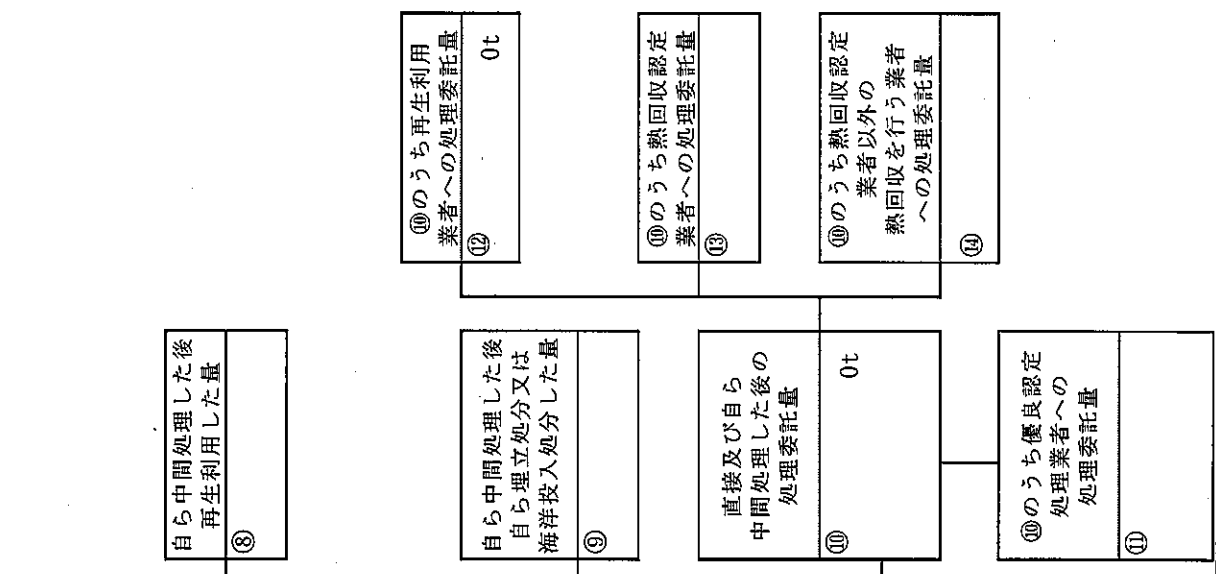 自ら中間処理した後
再生利用した量
⑧
自ら中間処理した後
自ら埋立処分又は
海洋投入処分した量
⑨
直接及び自ら
中間処理した後の
処理委託量
⑩
0t
⑩のうち優良認定
処理業者への
処理委託量
⑪
⑩のうち再生利用
業者への処理委託量
⑫
0t
⑩のうち熱回収認定
業者への処理委託量
⑬
⑩のうち熱回収認定
業者以外の
熱回収を行う業者
への処理委託量
⑭